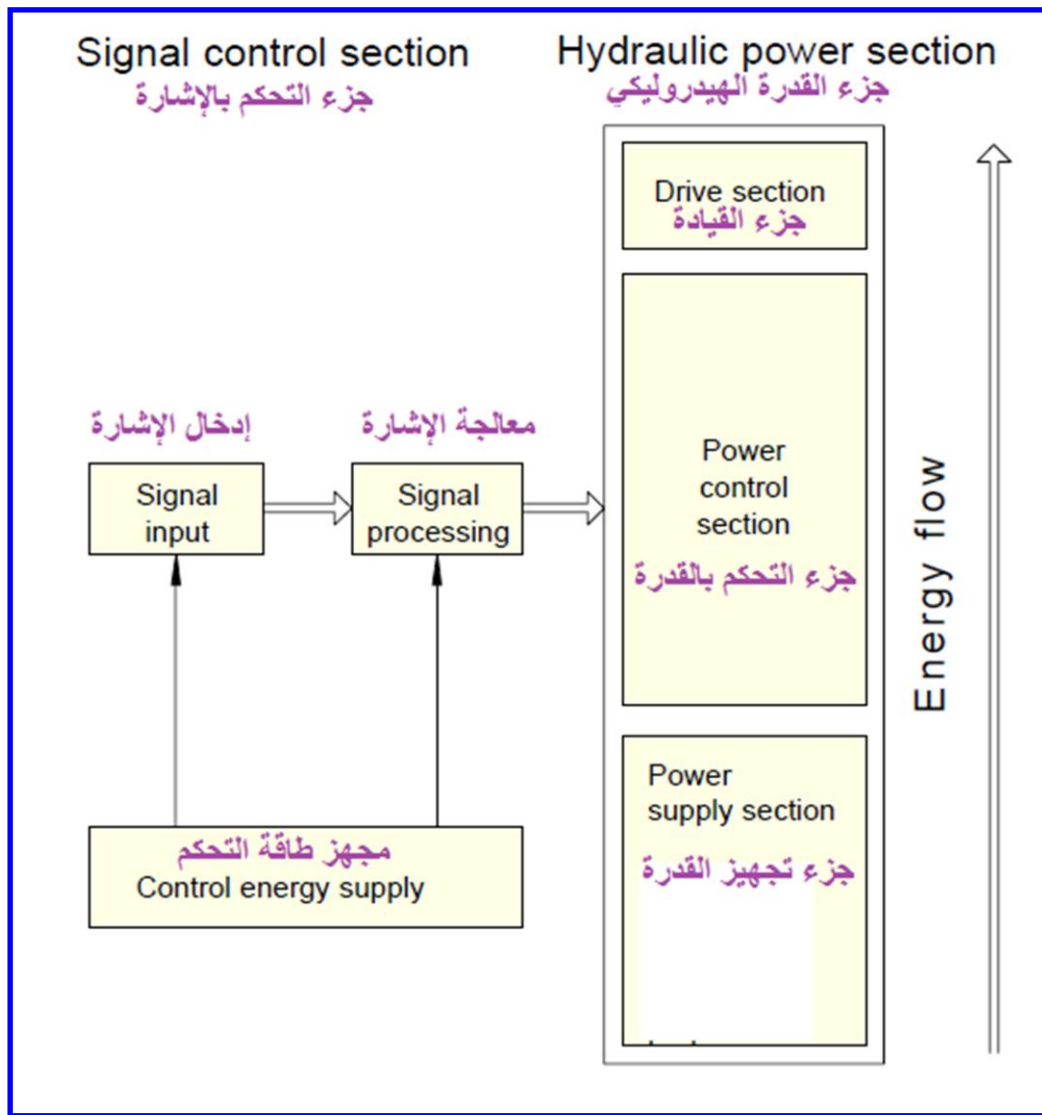 Signal control section
جزء التحكم بالإشارة
Hydraulic power section
جزء القدرة الهيدروليكي
Drive section
جزء القيادة
إدخال الإشارة
Signal
input
معالجة الإشارة
Signal
processing
Power
control
section
جزء التحكم بالقدرة
Energy flow
Power
supply section
جزء تجهيز القدرة
مجهز طاقة التحكم
Control energy supply